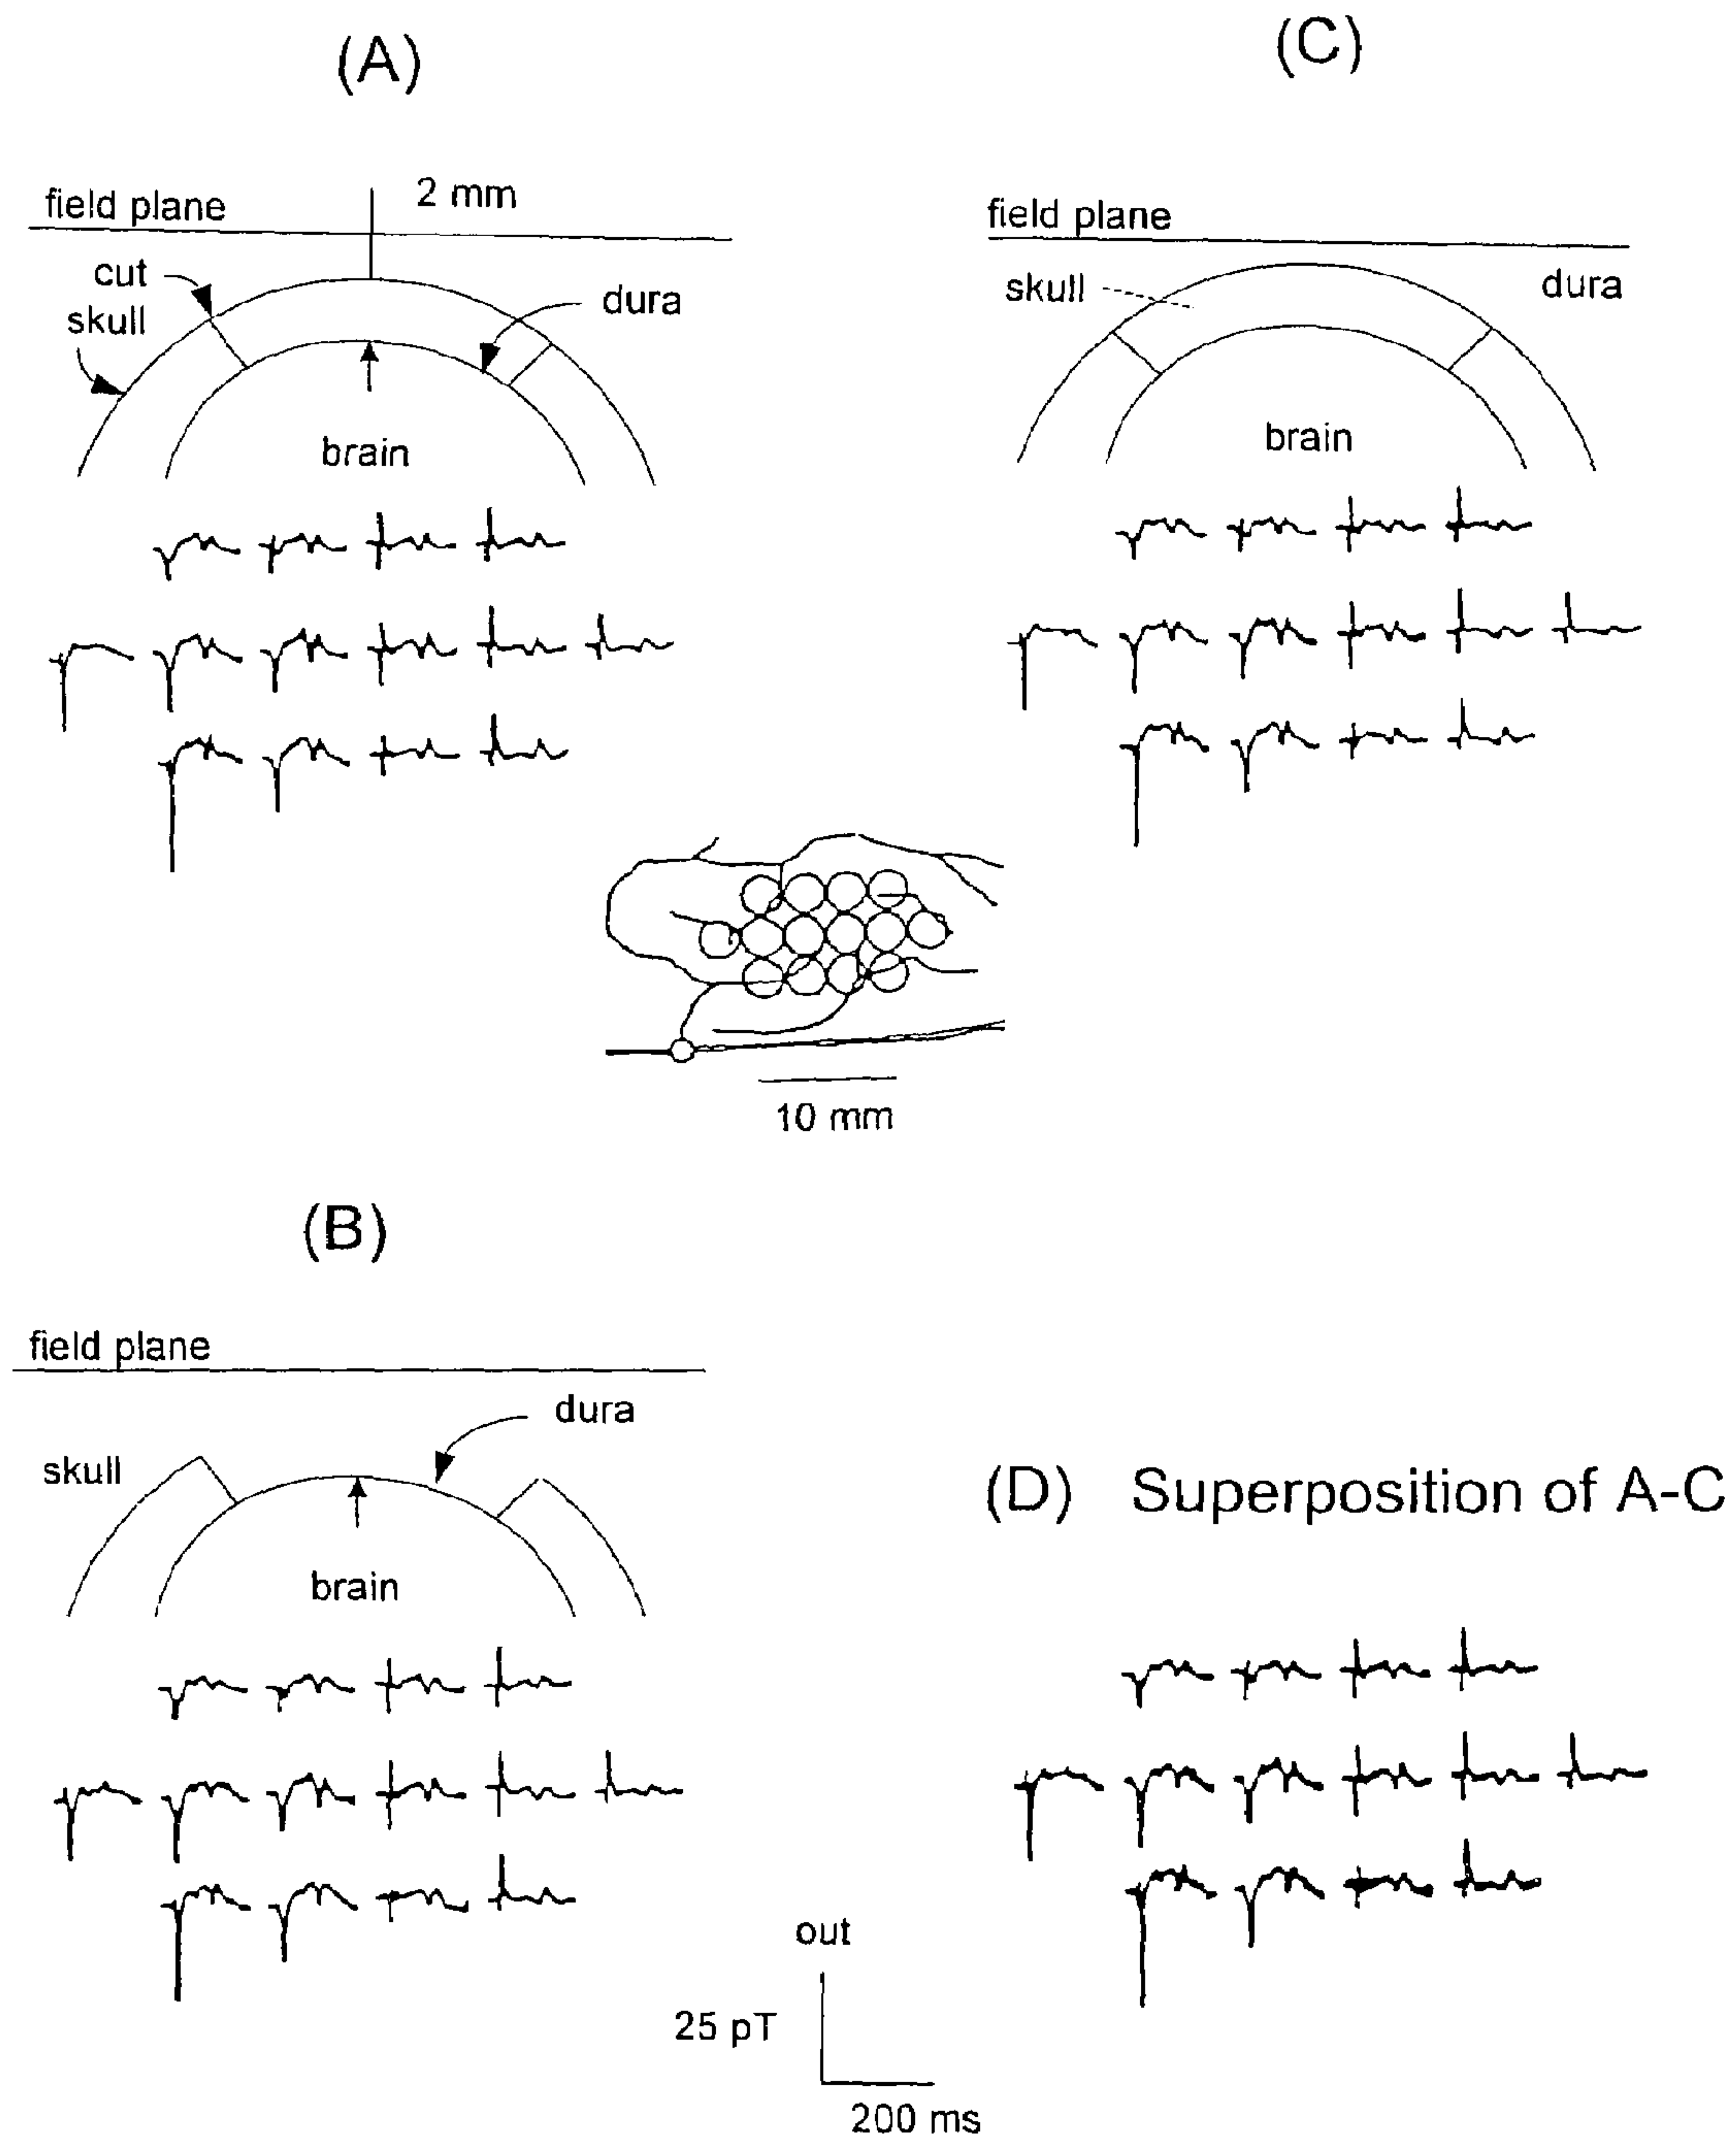 (A)
field plane
2 mm
cut
skull
dura
brain
(C)
field plane
skull
dura
brain
10 mm
(B)
field plane
dura
skull
brain
(D) Superposition of A-C
out
25 pT
200 ms